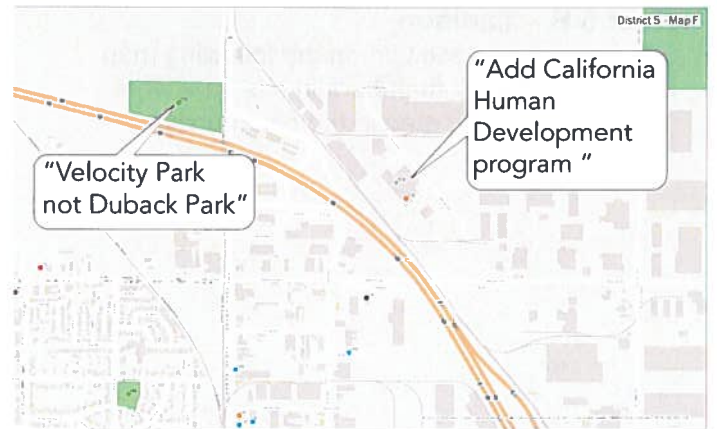 District 5 - Map F
"Add California
Human
Development
program "
"Velocity Park
not Duback Park"